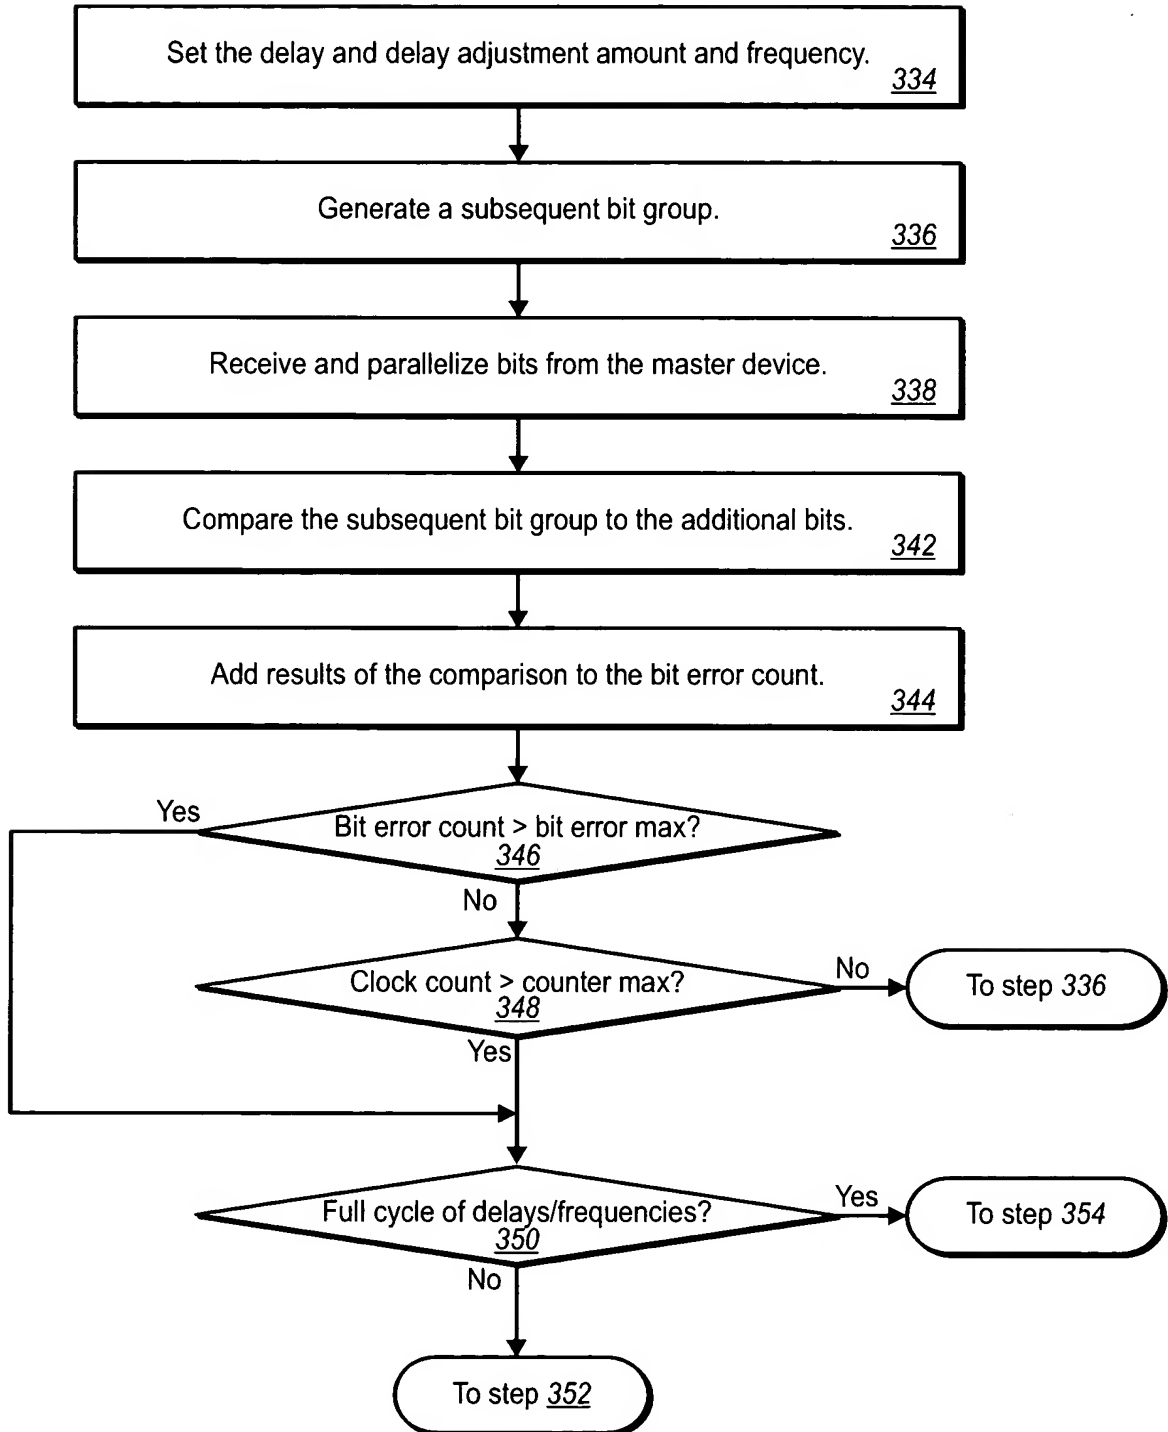 Set the delay and delay adjustment amount and frequency.
334
Generate a subsequent bit group.
336
Receive and parallelize bits from the master device.
338
Compare the subsequent bit group to the additional bits.
342
Add results of the comparison to the bit error count.
344
Yes
Bit error count > bit error max?
346
No
Clock count > counter max?
348
No
To step 336
Yes
Full cycle of delays/frequencies?
350
Yes
To step 354
No
To step 352